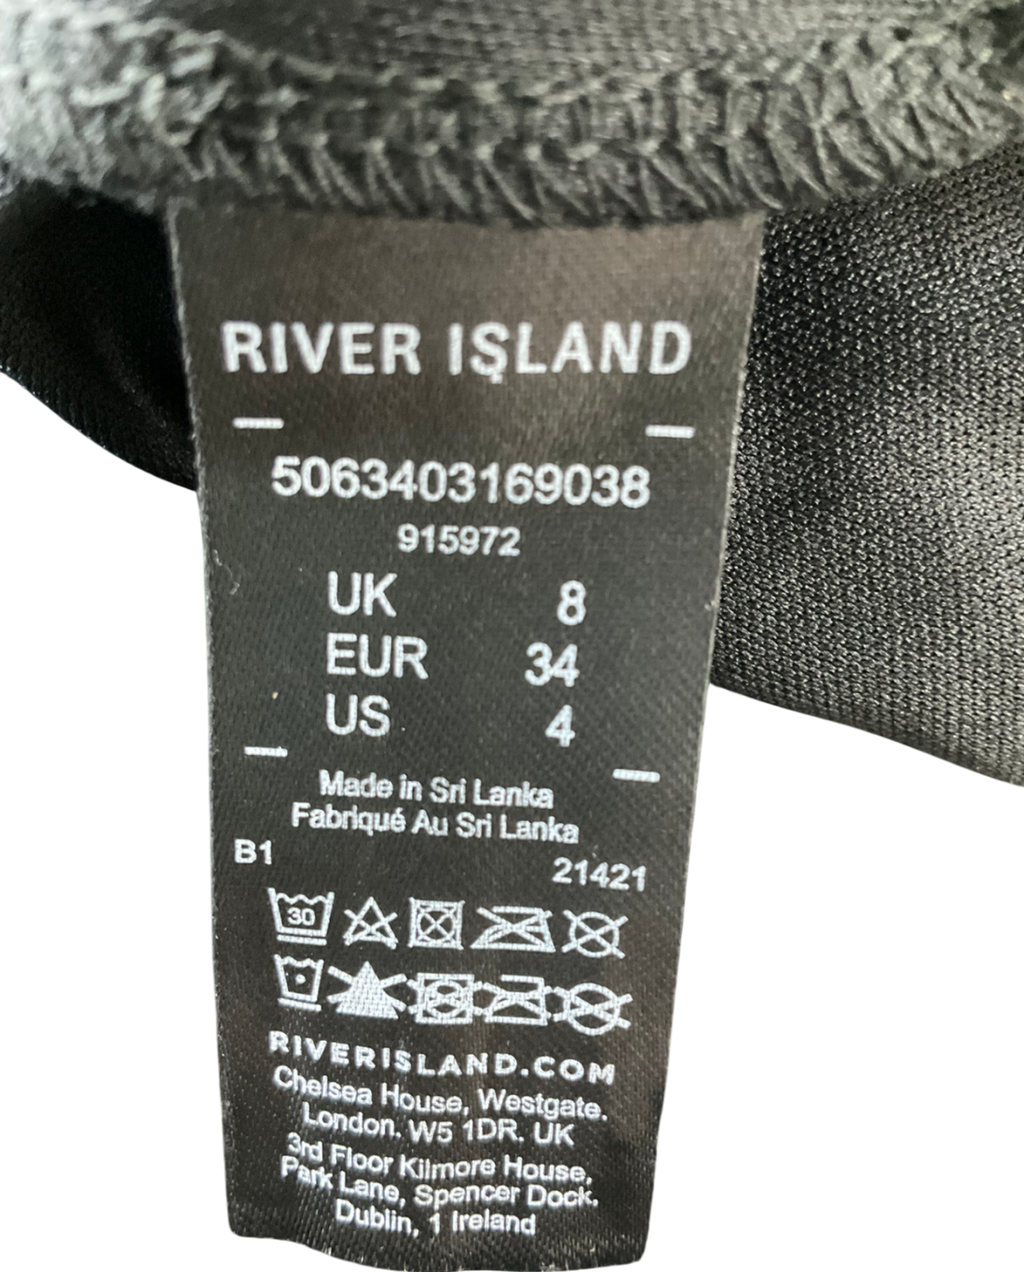 RIVER ISLAND
5063403169038
915972
UK 8
EUR 34
US 4
Made in Sri Lanka
Fabriqué Au Sri Lanka
B1 21421
30
RIVERISLAND.COM
Chelsea House, Westgate.
London. W5 1DR. UK
3rd Floor Kilmore House,
Park Lane, Spencer Dock.
Dublin, 1 Ireland